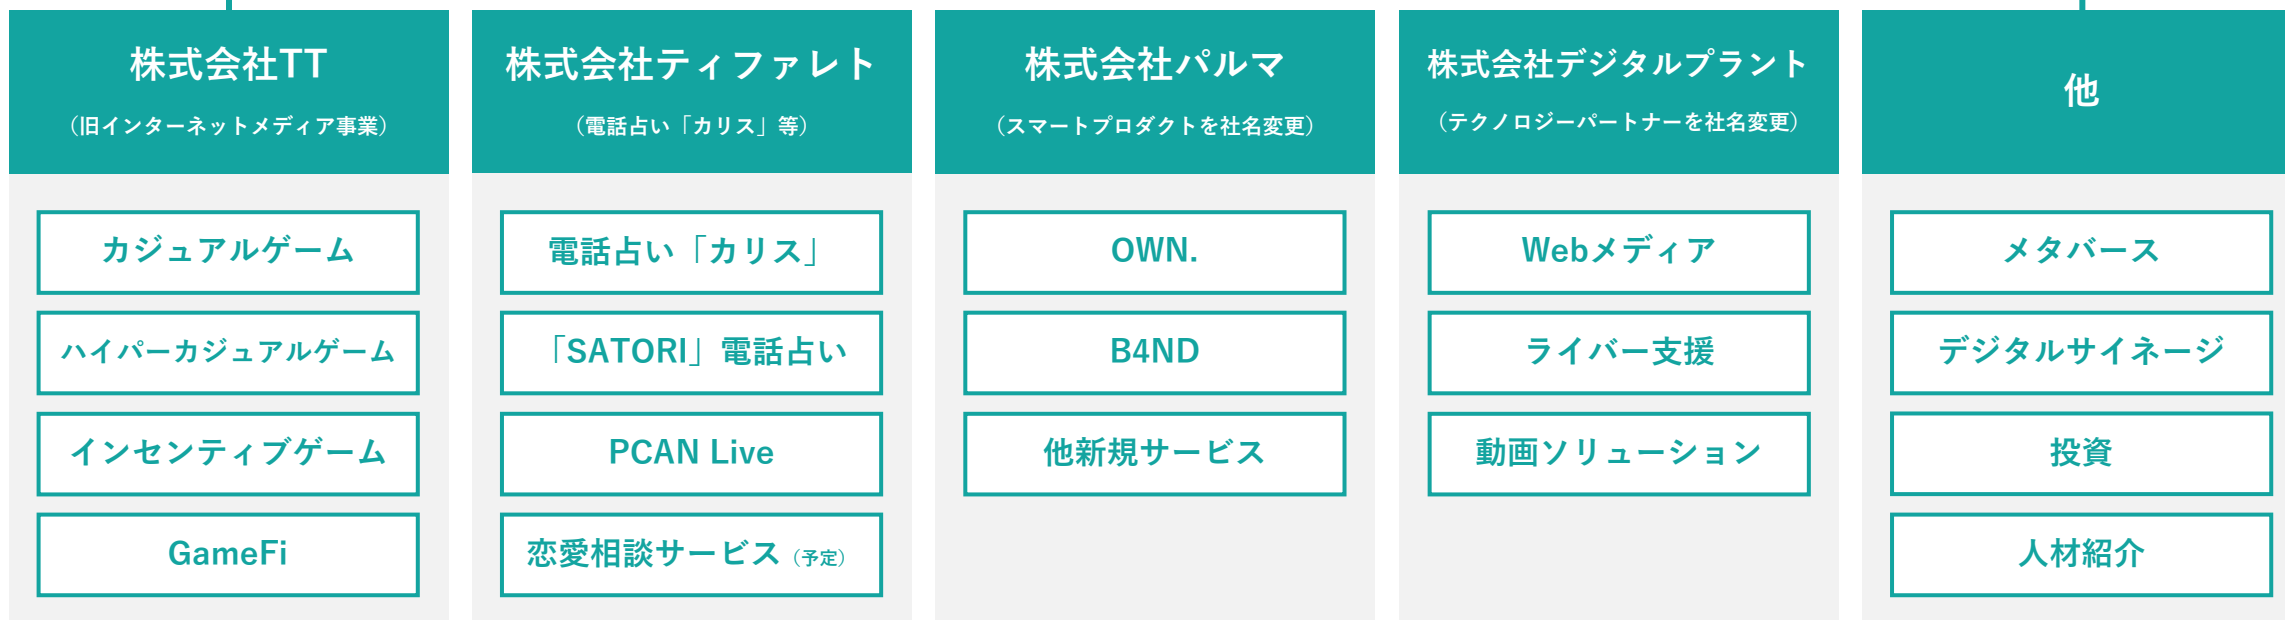 株式会社TT
（旧インターネットメディア事業）
カジュアルゲーム
ハイパーカジュアルゲーム
インセンティブゲーム
GameFi
株式会社ティファレト
（電話占い「カリス」等）
電話占い「カリス」
「SATORI」電話占い
PCAN Live
恋愛相談サービス（予定）
株式会社パルマ
（スマートプロダクトを社名変更）
OWN.
B4ND
他新規サービス
株式会社デジタルプラント
（テクノロジーパートナーを社名変更）
Webメディア
ライバー支援
動画ソリューション
他
メタバース
デジタルサイネージ
投資
人材紹介